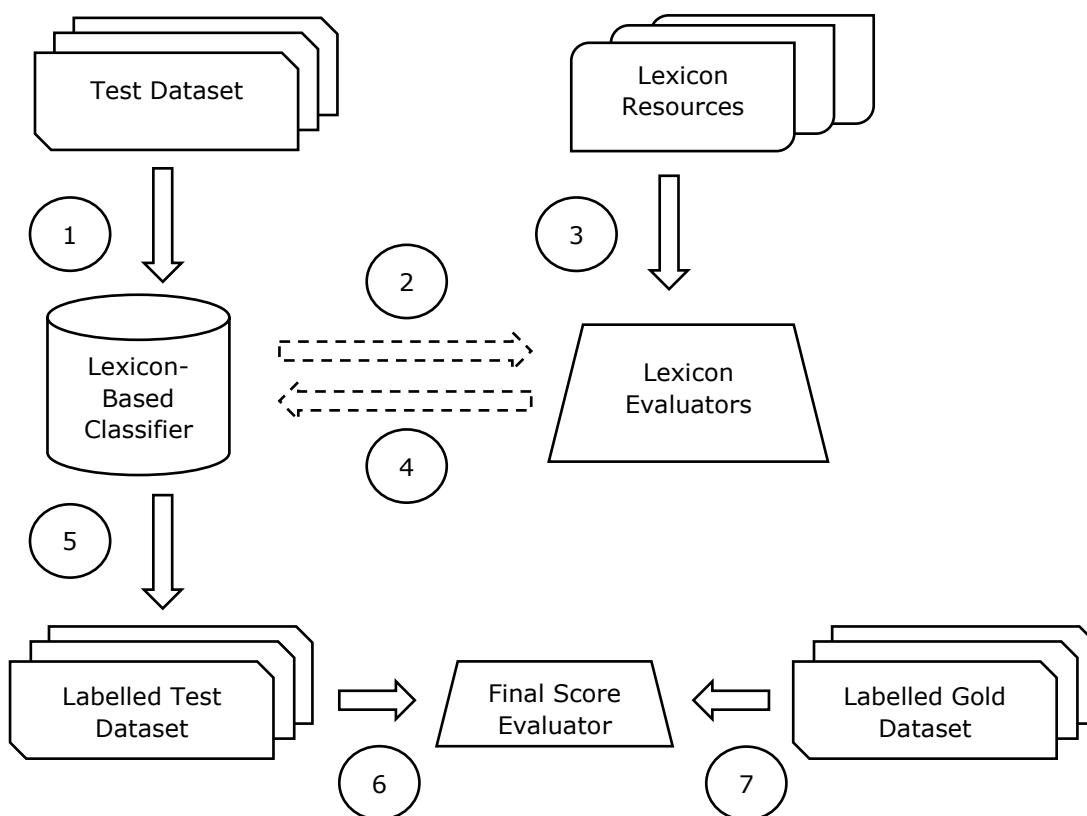 Test Dataset
Lexicon
Resources
1
3
2
Lexicon-
Based
Classifier
Lexicon
Evaluators
4
5
Labelled Test
Dataset
Final Score
Evaluator
Labelled Gold
Dataset
6
7